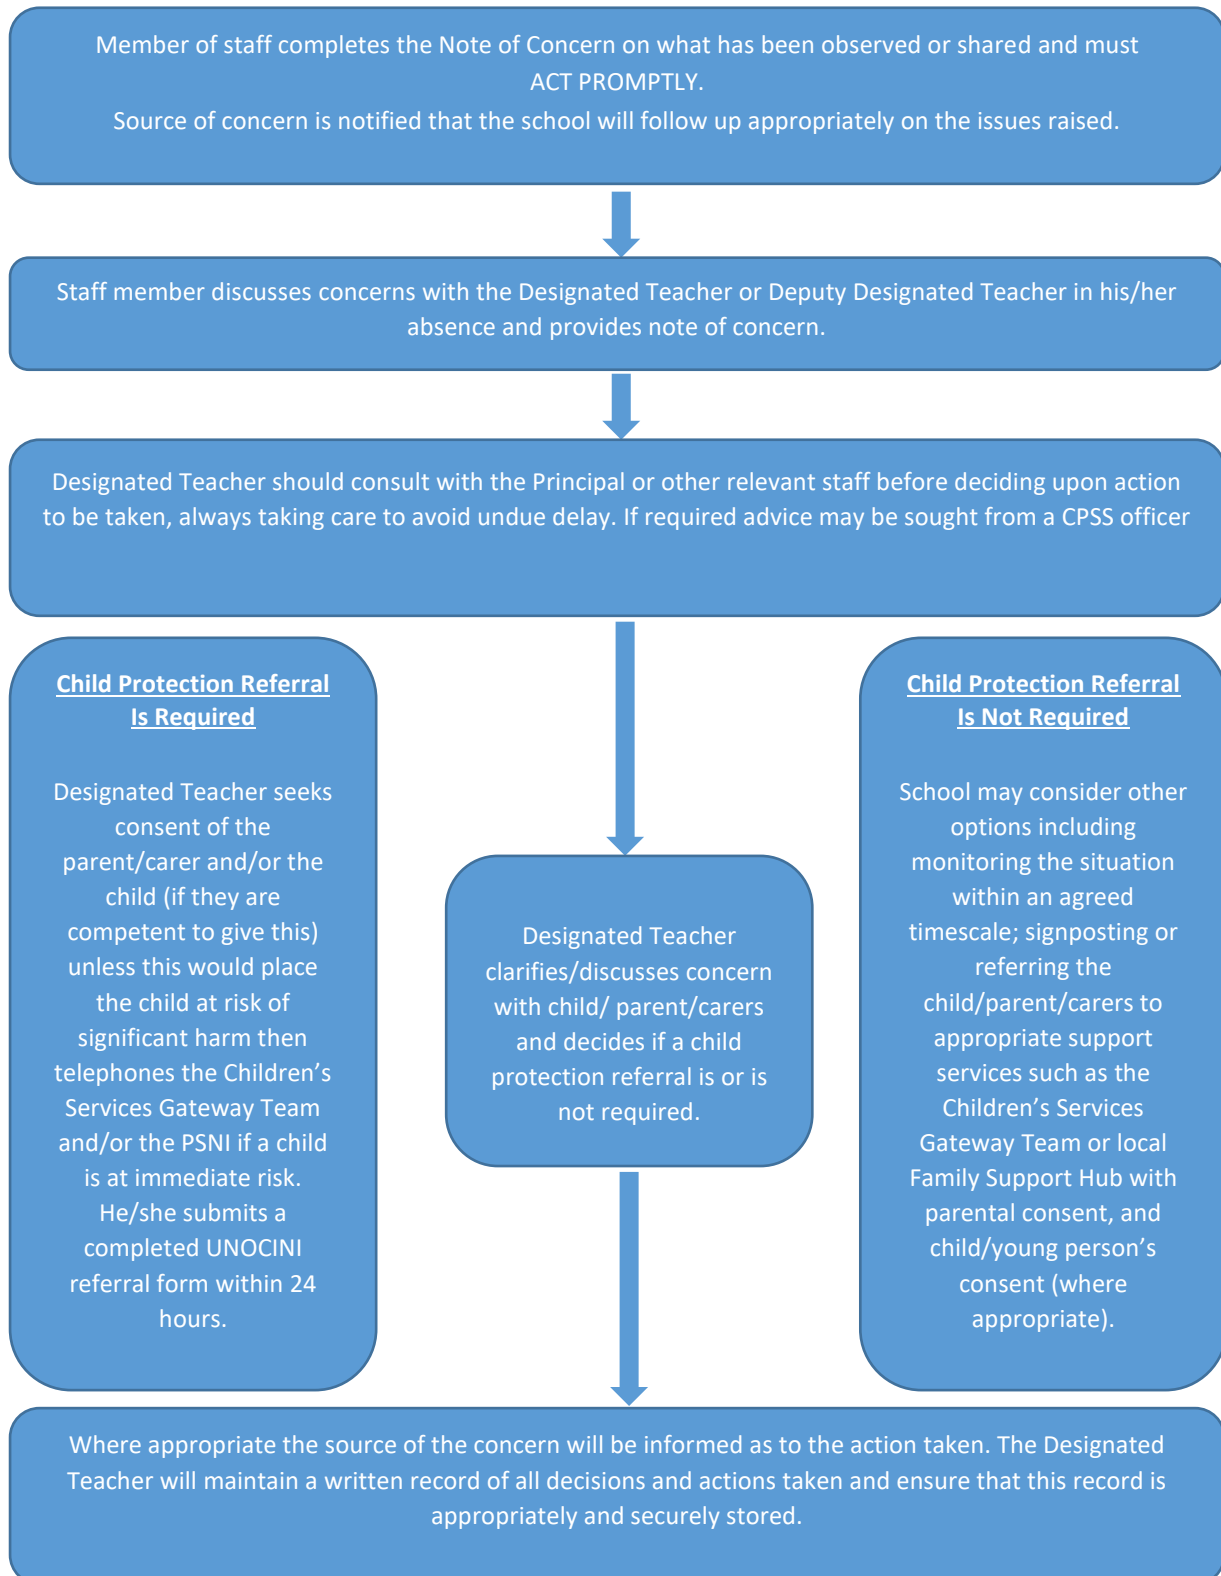 Member of staff completes the Note of Concern on what has been observed or shared and must
ACT PROMPTLY.
Source of concern is notified that the school will follow up appropriately on the issues raised.
Staff member discusses concerns with the Designated Teacher or Deputy Designated Teacher in his/her
absence and provides note of concern.
Designated Teacher should consult with the Principal or other relevant staff before deciding upon action
to be taken, always taking care to avoid undue delay. If required advice may be sought from a CPSS officer
Child Protection Referral
Is Required
Designated Teacher seeks
consent of the
parent/carer and/or the
child (if they are
competent to give this)
unless this would place
the child at risk of
significant harm then
telephones the Children’s
Services Gateway Team
and/or the PSNI if a child
is at immediate risk.
He/she submits a
completed UNOCINI
referral form within 24
hours.
Designated Teacher
clarifies/discusses concern
with child/ parent/carers
and decides if a child
protection referral is or is
not required.
Child Protection Referral
Is Not Required
School may consider other
options including
monitoring the situation
within an agreed
timescale; signposting or
referring the
child/parent/carers to
appropriate support
services such as the
Children’s Services
Gateway Team or local
Family Support Hub with
parental consent, and
child/young person’s
consent (where
appropriate).
Where appropriate the source of the concern will be informed as to the action taken. The Designated
Teacher will maintain a written record of all decisions and actions taken and ensure that this record is
appropriately and securely stored.